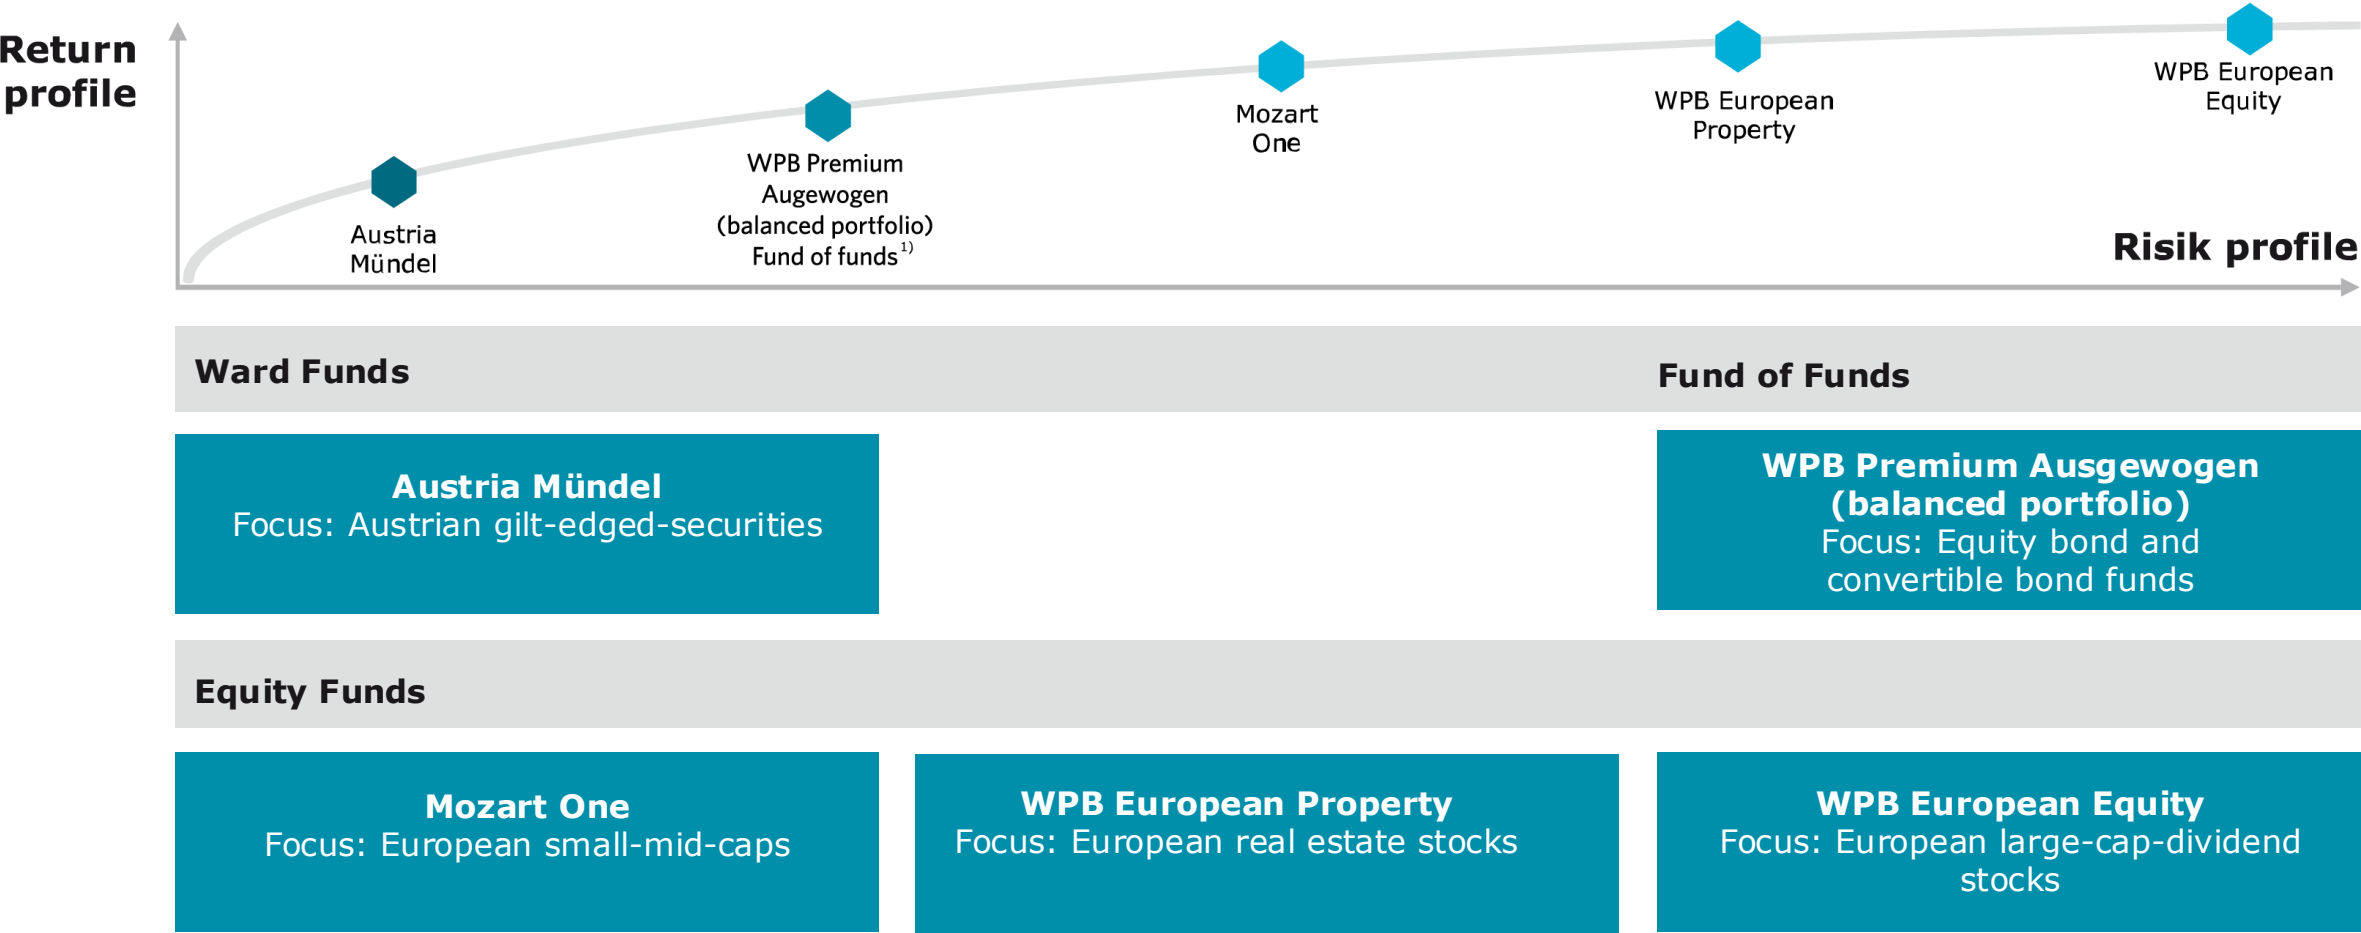 Return
profile
WPB European
Equity
WPB European
Property
Mozart
One
WPB Premium
Augewogen
(balanced portfolio)
Fund of funds 1)
Austria
Mündel
Risik profile
Ward Funds
Fund of Funds
Austria Mündel
Focus: Austrian gilt-edged-securities
WPB Premium Ausgewogen
(balanced portfolio)
Focus: Equity bond and
convertible bond funds
Equity Funds
Mozart One
Focus: European small-mid-caps
WPB European Property
Focus: European real estate stocks
WPB European Equity
Focus: European large-cap-dividend
stocks